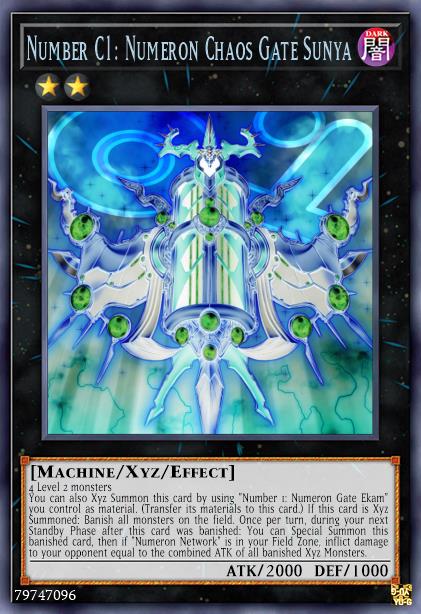 Number C1: Numeron Chaos Gate Sunya
DARK
闇
[Machine/Xyz/Effect]
4 Level 2 monsters
You can also Xyz Summon this card by using "Number 1: Numeron Gate Ekam"
you control as material. (Transfer its materials to this card.) If this card is Xyz
Summoned: Banish all monsters on the field. Once per turn, during your next
Standby Phase after this card was banished: You can Special Summon this
banished card, then if "Numeron Network" is in your Field Zone, inflict damage
to your opponent equal to the combined ATK of all banished Xyz Monsters.
ATK/2000 DEF/1000
79747096